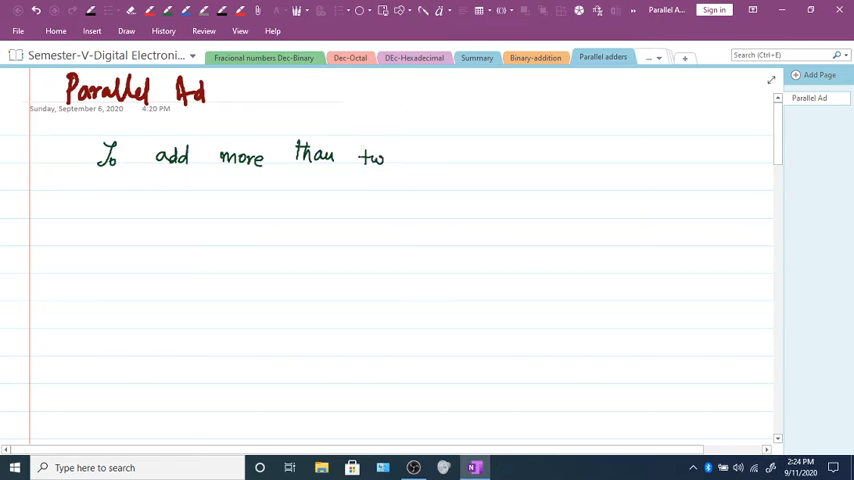 Parallel A...
Sign in
File Home Insert Draw History Review View Help
Semester-V-Digital Electroni...
Fracional numbers Dec-Binary
Dec-Octal
DEc-Hexadecimal
Summary
Binary-addition
Parallel adders
Search (Ctrl+E)
Add Page
Parallel Ad
Parallel Ad
Sunday, September 6, 2020 4:20 PM
To add more than tw
Type here to search
2:24 PM
9/11/2020